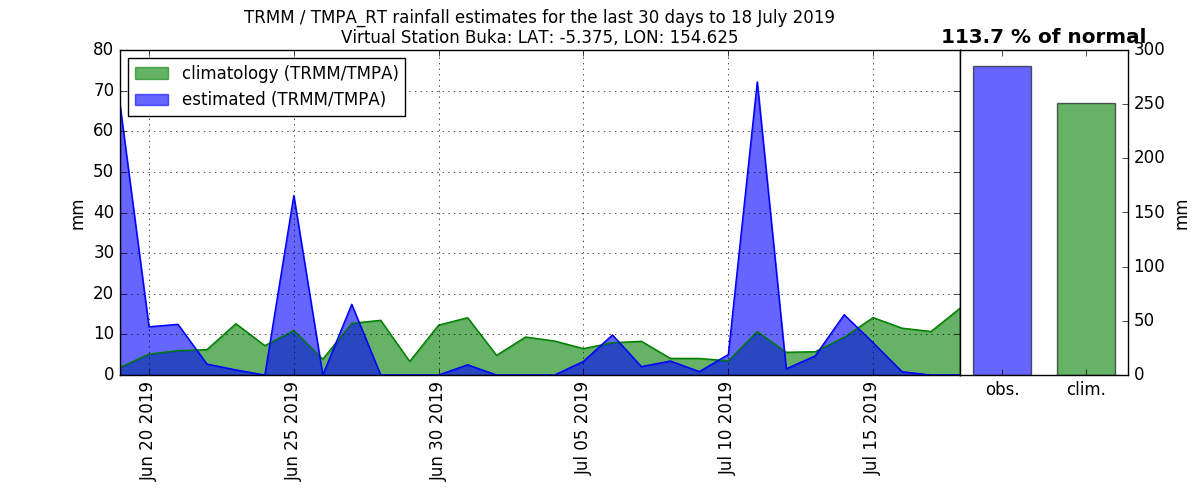 TRMM / TMPA_RT rainfall estimates for the last 30 days to 18 July 2019
Virtual Station Buka: LAT: -5.375, LON: 154.625
113.7 % of normal
climatology (TRMM/TMPA)
estimated (TRMM/TMPA)
80
70
60
50
40
30
20
10
0
mm
Jun 20 2019
Jun 25 2019
Jun 30 2019
Jul 05 2019
Jul 10 2019
Jul 15 2019
300
250
200
150
100
50
0
mm
obs.
clim.